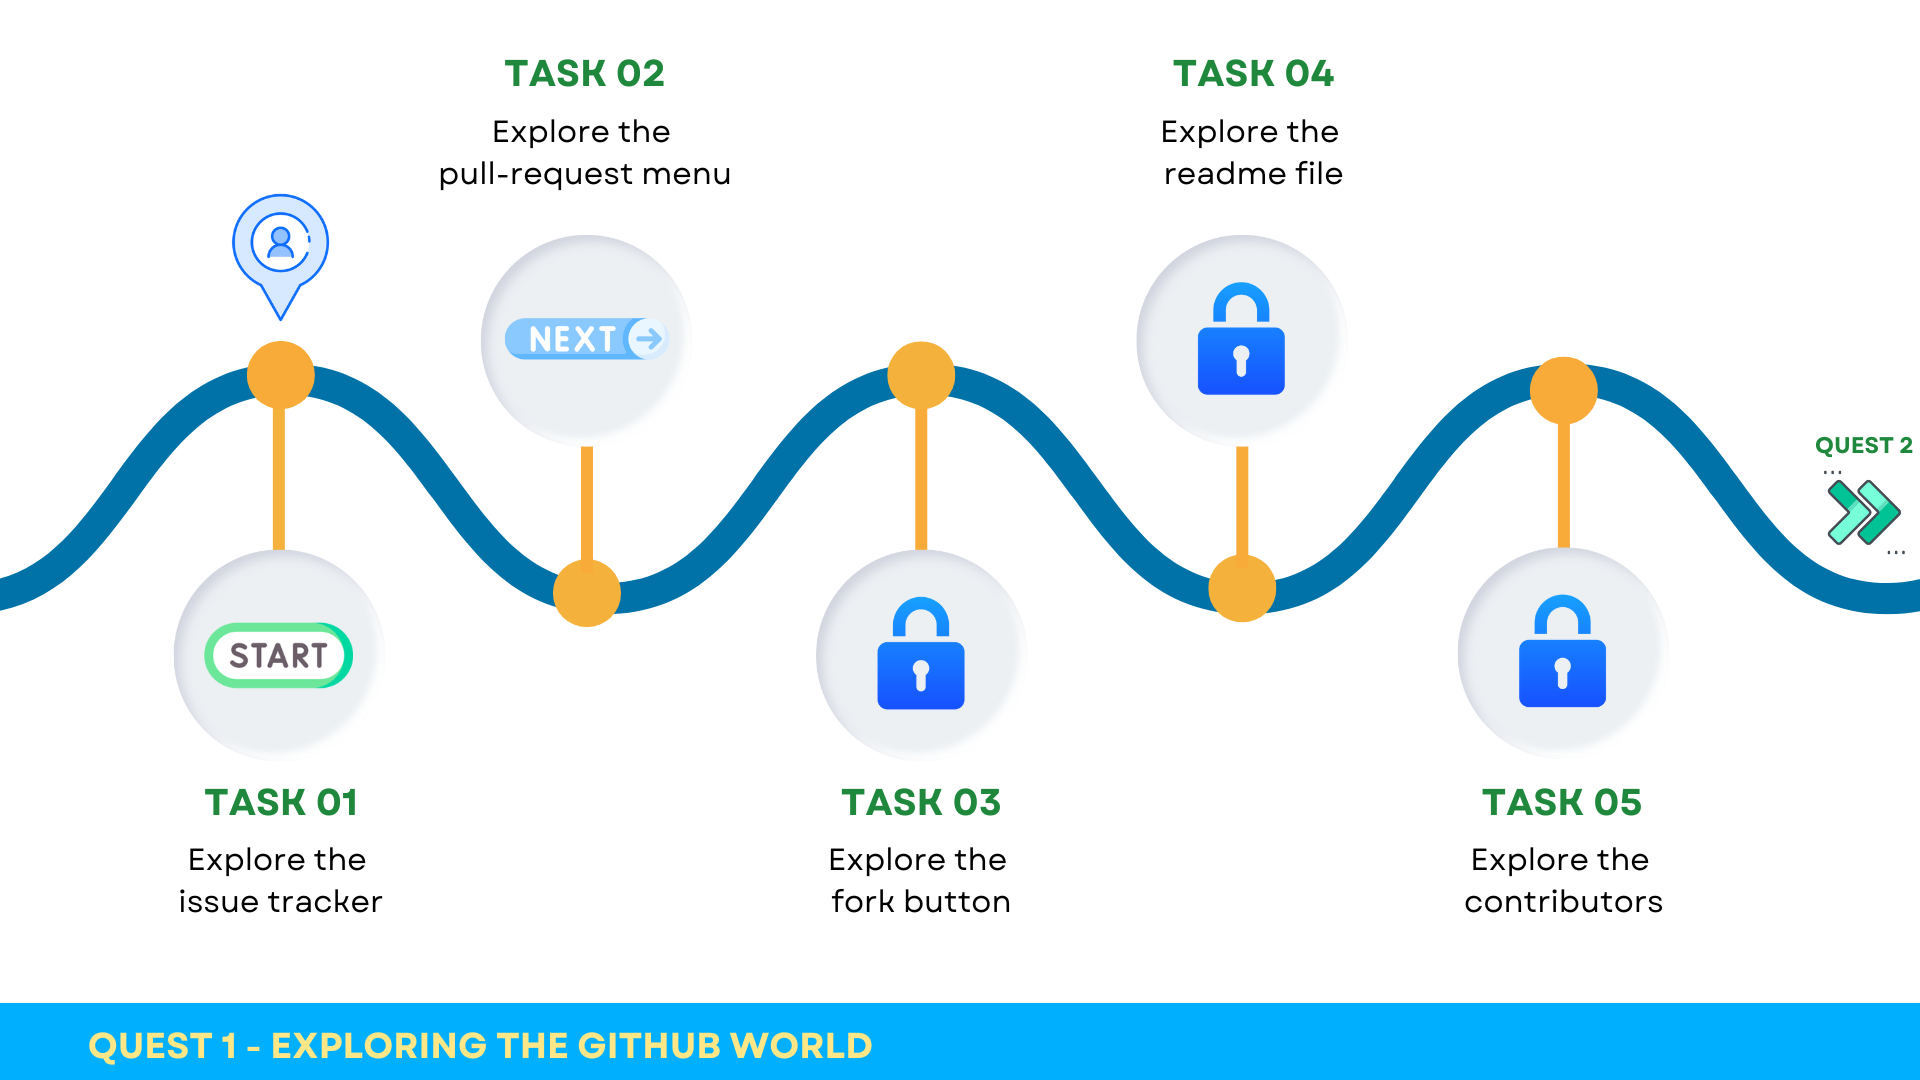 TASK 02
Explore the
pull-request menu
TASK 04
Explore the
readme file
NEXT
QUEST 2
...
...
START
TASK 01
Explore the
issue tracker
TASK 03
Explore the
fork button
TASK 05
Explore the
contributors
QUEST 1 - EXPLORING THE GITHUB WORLD